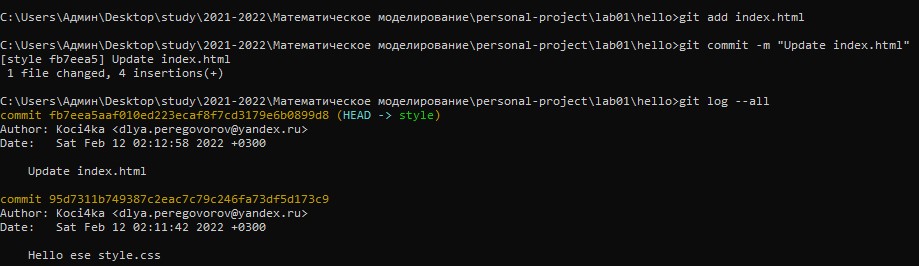 C:\Users\Админ\Desktop\study\2021-2022\Математическое моделирование\personal-project\lab01\hello>git add index.html
C:\Users\Админ\Desktop\study\2021-2022\Математическое моделирование\personal-project\lab01\hello>git commit -m "Update index.html"
[style fb7eea5] Update index.html
1 file changed, 4 insertions(+)
C:\Users\Админ\Desktop\study\2021-2022\Математическое моделирование\personal-project\lab01\hello>git log --all
commit fb7eea5aaf010ed223ecaf8f7cd3179e6b0899d8 (HEAD -> style)
Author: Koci4ka <dlya.peregovorov@yandex.ru>
Date:   Sat Feb 12 02:12:58 2022 +0300
Update index.html
commit 95d7311b749387c2eac7c79c246fa73df5d173c9
Author: Koci4ka <dlya.peregovorov@yandex.ru>
Date:   Sat Feb 12 02:11:42 2022 +0300
Hello ese style.css